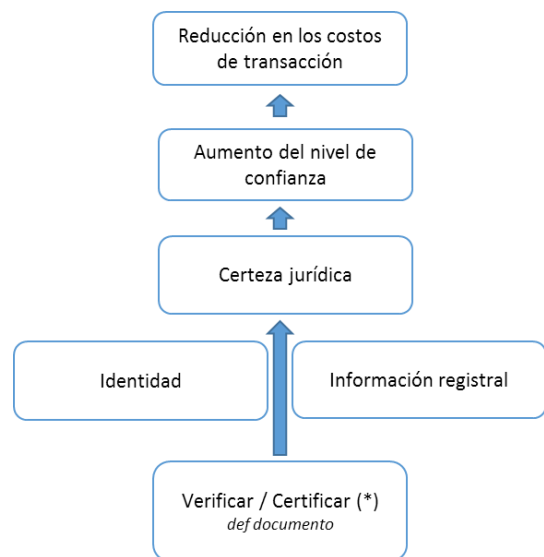 Reducción en los costos
de transacción
Aumento del nivel de
confianza
Certeza jurídica
Identidad
Información registral
Verificar / Certificar (*)
def documento